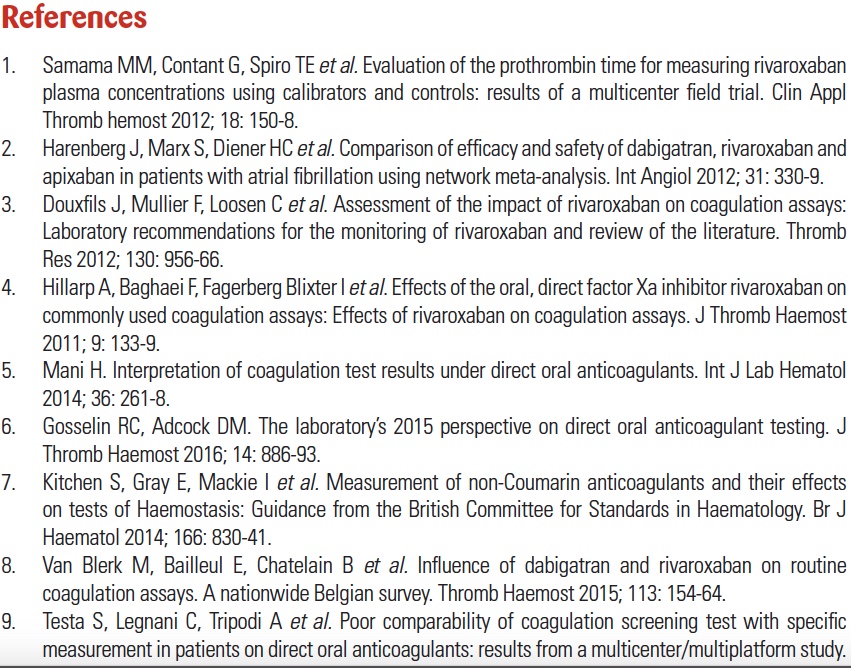 References
1. Samama MM, Contant G, Spiro TE et al. Evaluation of the prothrombin time for measuring rivaroxaban
plasma concentrations using calibrators and controls: results of a multicenter field trial. Clin Appl
Thromb hemost 2012; 18: 150-8.
2. Harenberg J, Marx S, Diener HC et al. Comparison of efficacy and safety of dabigatran, rivaroxaban and
apixaban in patients with atrial fibrillation using network meta-analysis. Int Angiol 2012; 31: 330-9.
3. Douxfils J, Mullier F, Loosen C et al. Assessment of the impact of rivaroxaban on coagulation assays:
Laboratory recommendations for the monitoring of rivaroxaban and review of the literature. Thromb
Res 2012; 130: 956-66.
4. Hillarp A, Baghaei F, Fagerberg Blixter I et al. Effects of the oral, direct factor Xa inhibitor rivaroxaban on
commonly used coagulation assays: Effects of rivaroxaban on coagulation assays. J Thromb Haemost
2011; 9: 133-9.
5. Mani H. Interpretation of coagulation test results under direct oral anticoagulants. Int J Lab Hematol
2014; 36: 261-8.
6. Gosselin RC, Adcock DM. The laboratory's 2015 perspective on direct oral anticoagulant testing. J
Thromb Haemost 2016; 14: 886-93.
7. Kitchen S, Gray E, Mackie I et al. Measurement of non-Coumarin anticoagulants and their effects
on tests of Haemostasis: Guidance from the British Committee for Standards in Haematology. Br J
Haematol 2014; 166: 830-41.
8. Van Blerk M, Bailleul E, Chatelain B et al. Influence of dabigatran and rivaroxaban on routine
coagulation assays. A nationwide Belgian survey. Thromb Haemost 2015; 113: 154-64.
9. Testa S, Legnani C, Tripodi A et al. Poor comparability of coagulation screening test with specific
measurement in patients on direct oral anticoagulants: results from a multicenter/multiplatform study.